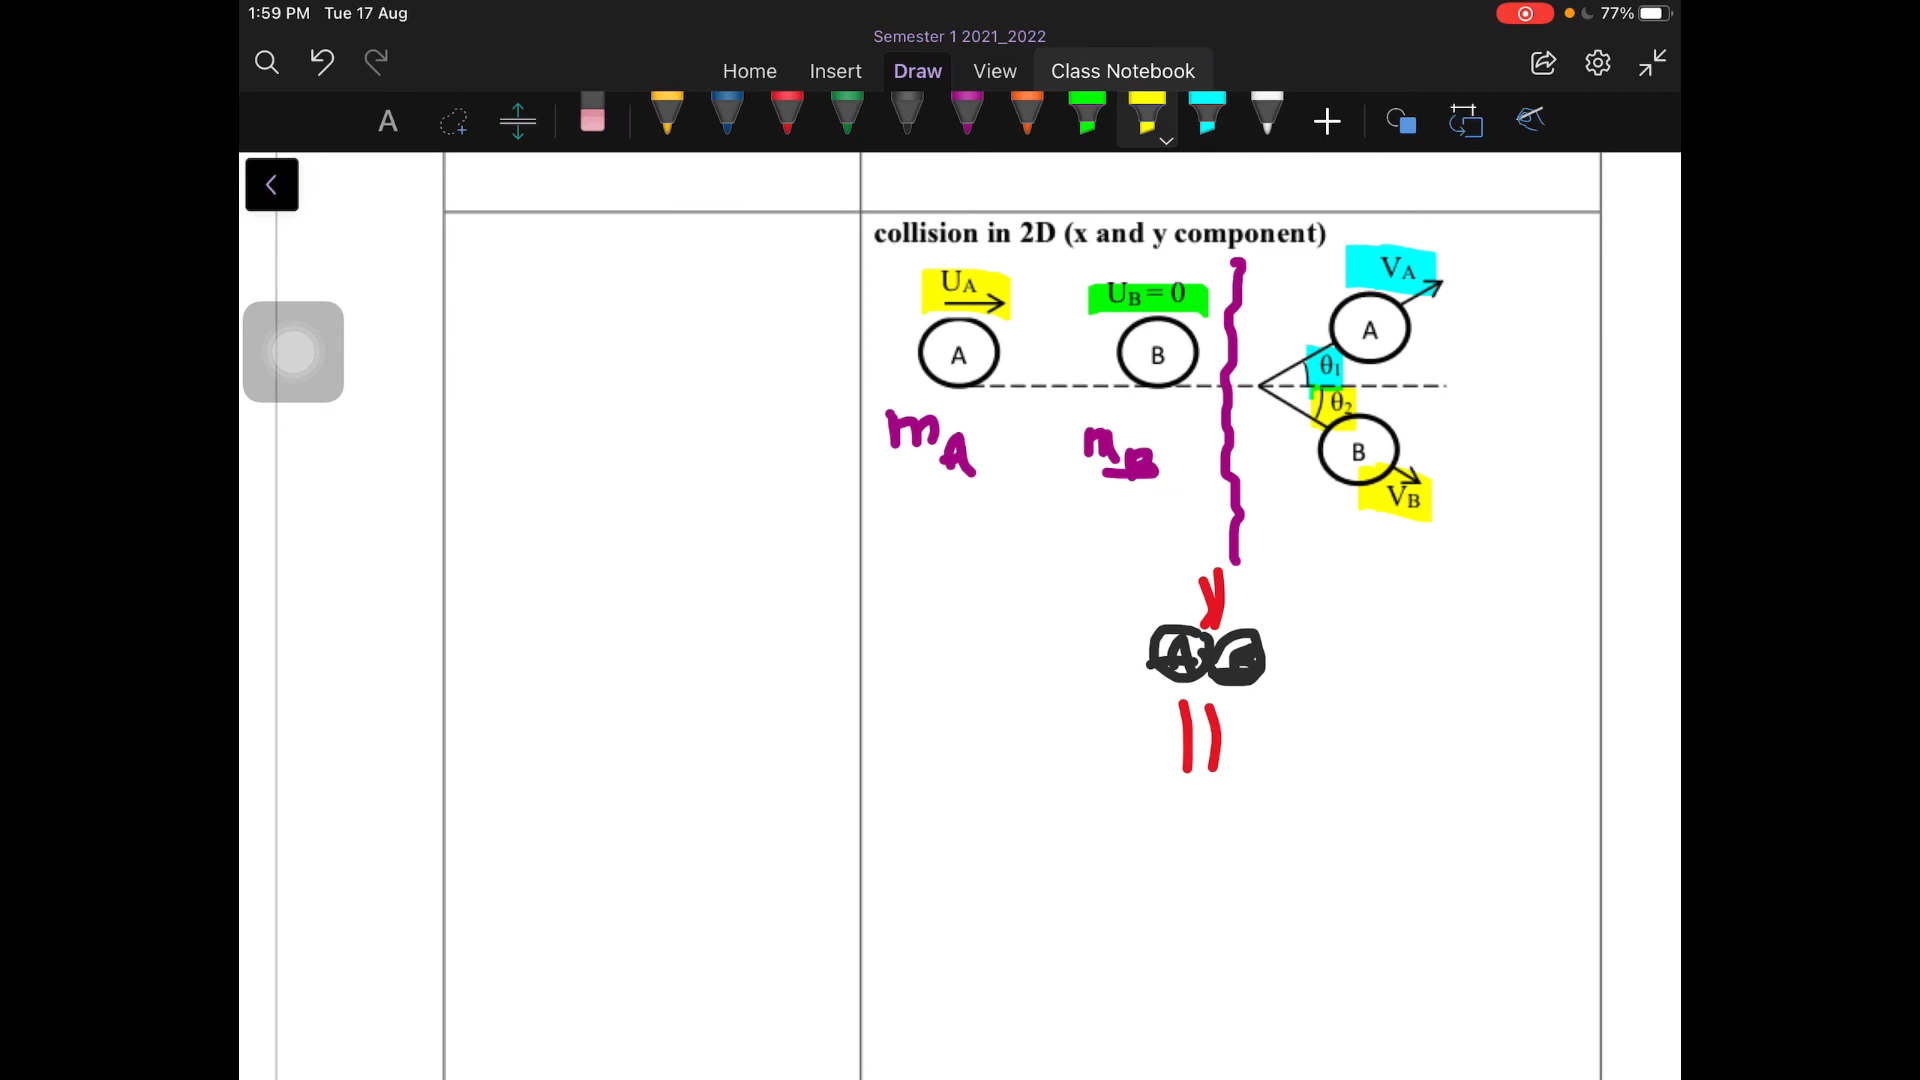 1:59 PM Tue 17 Aug
77%
Semester 1 2021_2022
Home Insert Draw View Class Notebook
A
collision in 2D (x and y component)
UA UB = 0 VA
A B A
θ1
θ2
mA mB B
VB
A B